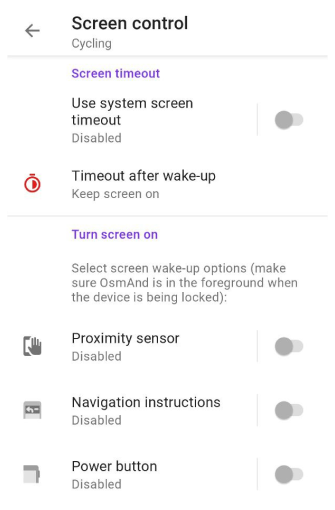 Screen control
Cycling
Screen timeout
Use system screen
timeout
Disabled
Timeout after wake-up
Keep screen on
Turn screen on
Select screen wake-up options (make
sure OsmAnd is in the foreground when
the device is being locked):
Proximity sensor
Disabled
Navigation instructions
Disabled
Power button
Disabled